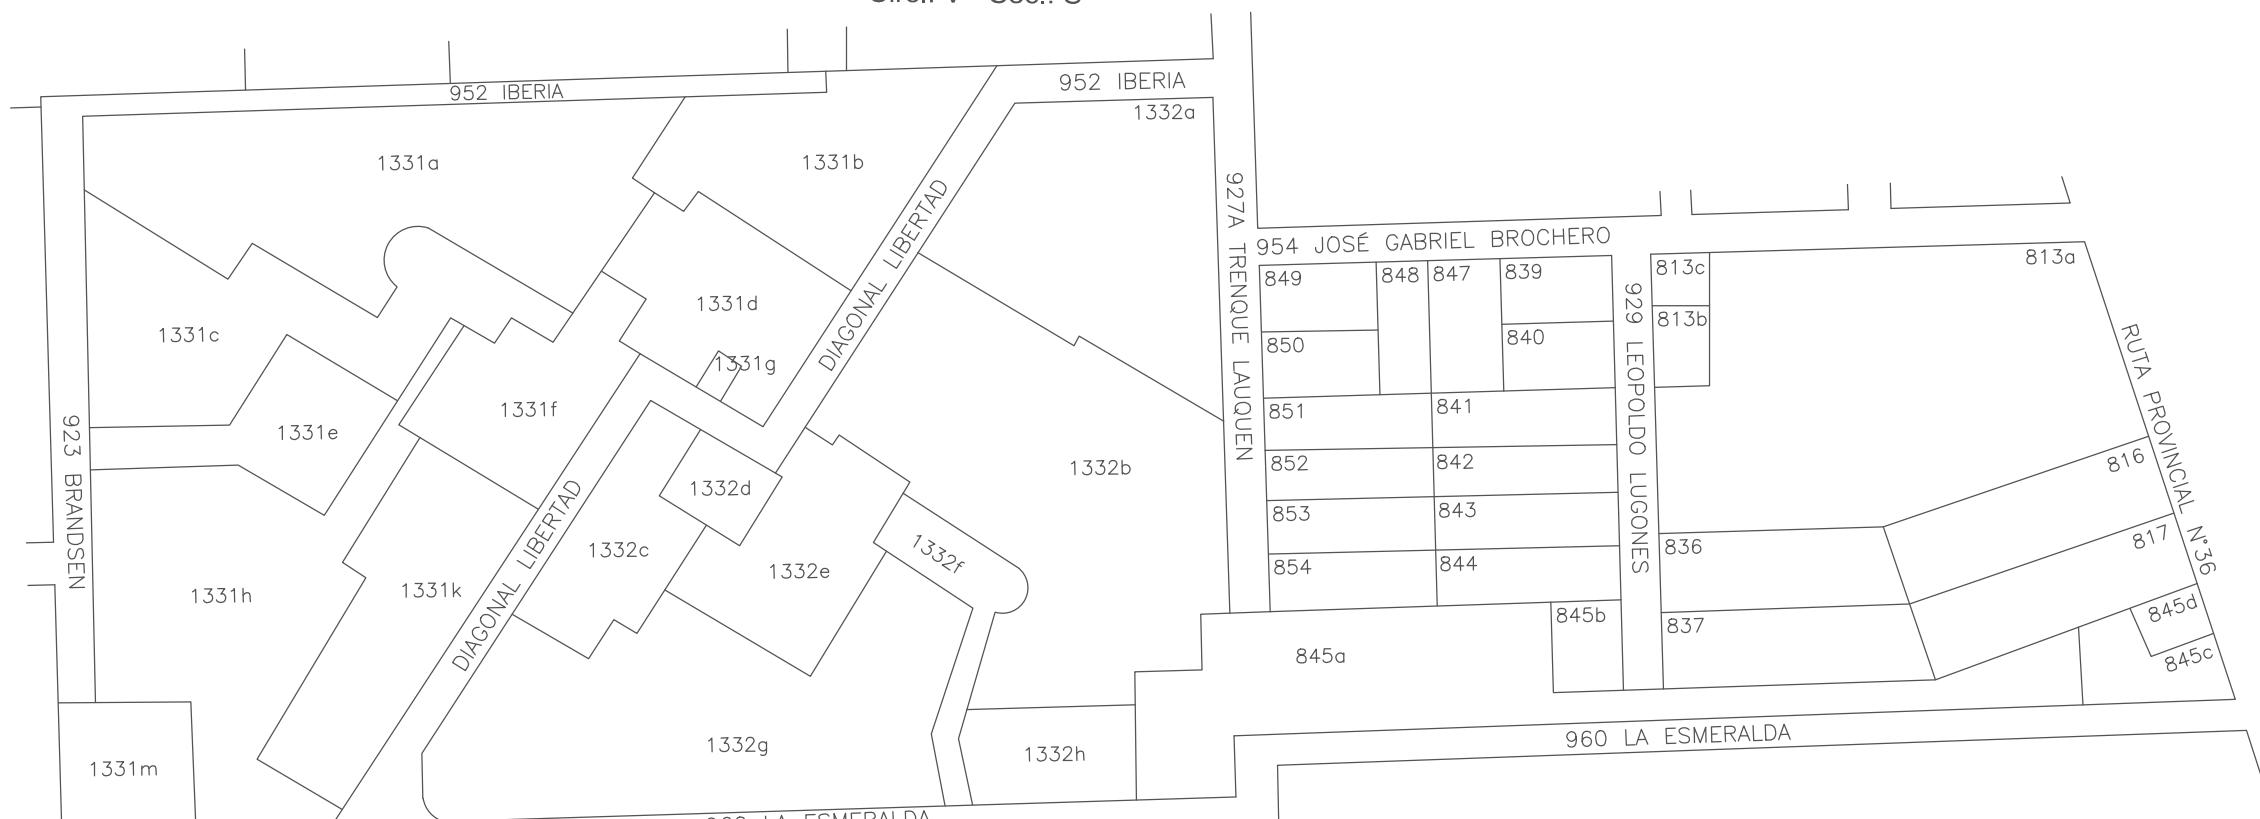 952 IBERIA
952 IBERIA
1332a
1331a
1331b
927A TRENQUE LAUQUEN
DIAGONAL LIBERTAD
954 JOSÉ GABRIEL BROCHERO
813c
813a
849
848
847
839
929 LEOPOLDO LUGONES
1331d
813b
RUTA PROVINCIAL N°36
1331c
850
840
1331g
1331f
851
841
1331e
923 BRANDSEN
852
842
816
1332b
1332d
853
843
817
DIAGONAL LIBERTAD
1332c
1332f
836
1332e
854
844
1331h
1331k
845b
837
845d
845a
845c
1332g
960 LA ESMERALDA
1332h
1331m
LA ESMERALDA